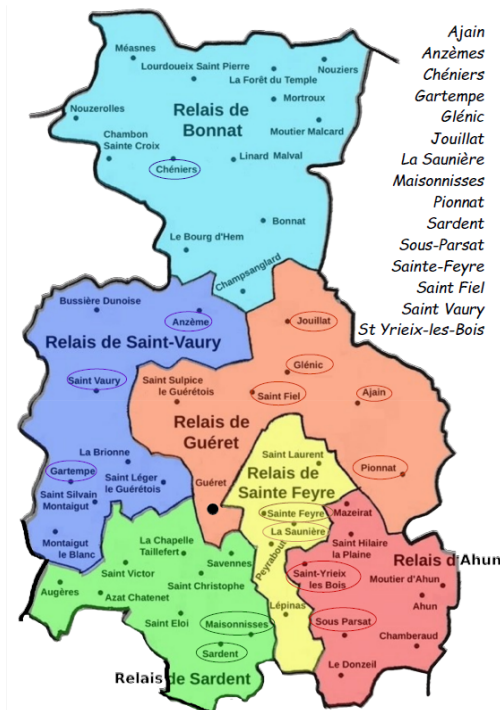 Ajain
Anzèmes
Chéniers
Gartempe
Glénic
Jouillat
La Saunière
Maisonnisses
Pionnat
Sardent
Sous-Parsat
Sainte-Feyre
Saint Fiel
Saint Vaury
St Yrieix-les-Bois
Méasnes
Lourdoueix Saint Pierre
Nouziers
La Forêt du Temple
Nouzerolles
Mortroux
Relais de
Bonnat
Moutier Malcard
Chambon
Sainte Croix
Linard Malval
Chéniers
Bonnat
Le Bourg d'Hem
Champsanglard
Bussière Dunoise
Anzème
Relais de Saint-Vaury
Saint Vaury
La Brionne
Gartempe
Saint Léger
le Guérétois
Saint Silvain
Montaigut
Montaigut
le Blanc
Jouillat
Glénic
Saint Sulpice
le Guérétois
Saint Fiel
Ajain
Relais de
Guéret
Pionnat
Guéret
Saint Laurent
Relais de
Sainte Feyre
Sainte Feyre
La Saunière
Peyrabout
Lépinas
Mazeirat
Saint Hilaire
la Plaine
Relais d'Ahun
Saint-Yrieix
les Bois
Moutier d'Ahun
Ahun
Sous Parsat
Chamberaud
Le Donzeil
La Chapelle
Taillefert
Savennes
Saint Victor
Saint Christophe
Augères
Azat Chatenet
Saint Eloi
Maisonnisses
Sardent
Relais de Sardent